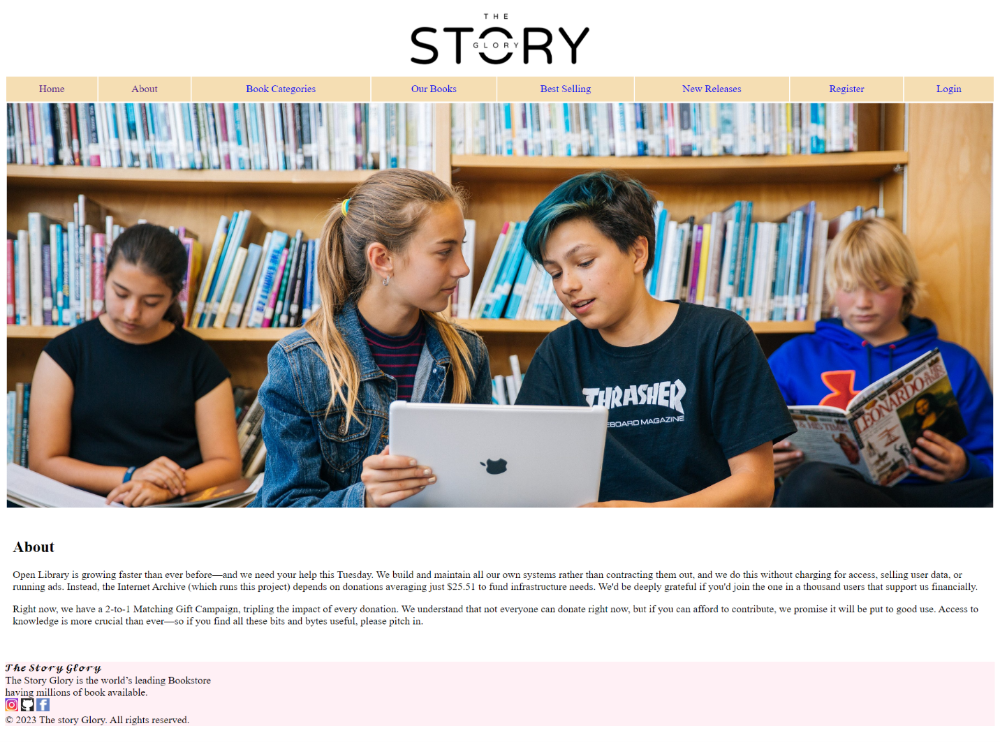 THE
STORY
GLORY
Home About Book Categories Our Books Best Selling New Releases Register Login
THRASHER
EBOARD MAGAZINE
LEONARDO
& HIS TIMES
About
Open Library is growing faster than ever before—and we need your help this Tuesday. We build and maintain all our own systems rather than contracting them out, and we do this without charging for access, selling user data, or
running ads. Instead, the Internet Archive (which runs this project) depends on donations averaging just $25.51 to fund infrastructure needs. We'd be deeply grateful if you'd join the one in a thousand users that support us financially.
Right now, we have a 2-to-1 Matching Gift Campaign, tripling the impact of every donation. We understand that not everyone can donate right now, but if you can afford to contribute, we promise it will be put to good use. Access to
knowledge is more crucial than ever—so if you find all these bits and bytes useful, please pitch in.
The Story Glory
The Story Glory is the world’s leading Bookstore
having millions of book available.
© 2023 The story Glory. All rights reserved.